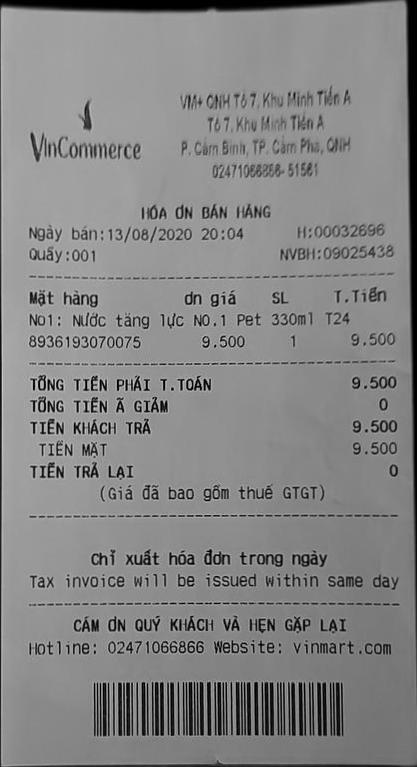 VinCommerce
VM+ QNH Tổ 7, Khu Minh Tiến A
Tổ 7, Khu Minh Tiến A
P. Cẩm Bình, TP. Cẩm Phả, QNH
02471066866-51561
HÓA ƠN BÁN HÀNG
Ngày bán:13/08/2020 20:04 H:00032696
Quầy:001 NVBH:09025438
Mặt hàng ơn giá SL T.Tiền
No1: Nước tăng lực NO.1 Pet 330ml T24
8936193070075 9.500 1 9.500
TỔNG TIỀN PHẢI T.TOÁN 9.500
TỔNG TIỀN Ã GIẢM 0
TIỀN KHÁCH TRẢ 9.500
TIỀN MẶT 9.500
TIỀN TRẢ LẠI 0
(Giá đã bao gồm thuế GTGT)
Chỉ xuất hóa đơn trong ngày
Tax invoice will be issued within same day
CÁM ƠN QUÝ KHÁCH VÀ HẸN GẶP LẠI
Hotline: 02471066866 Website: vinmart.com